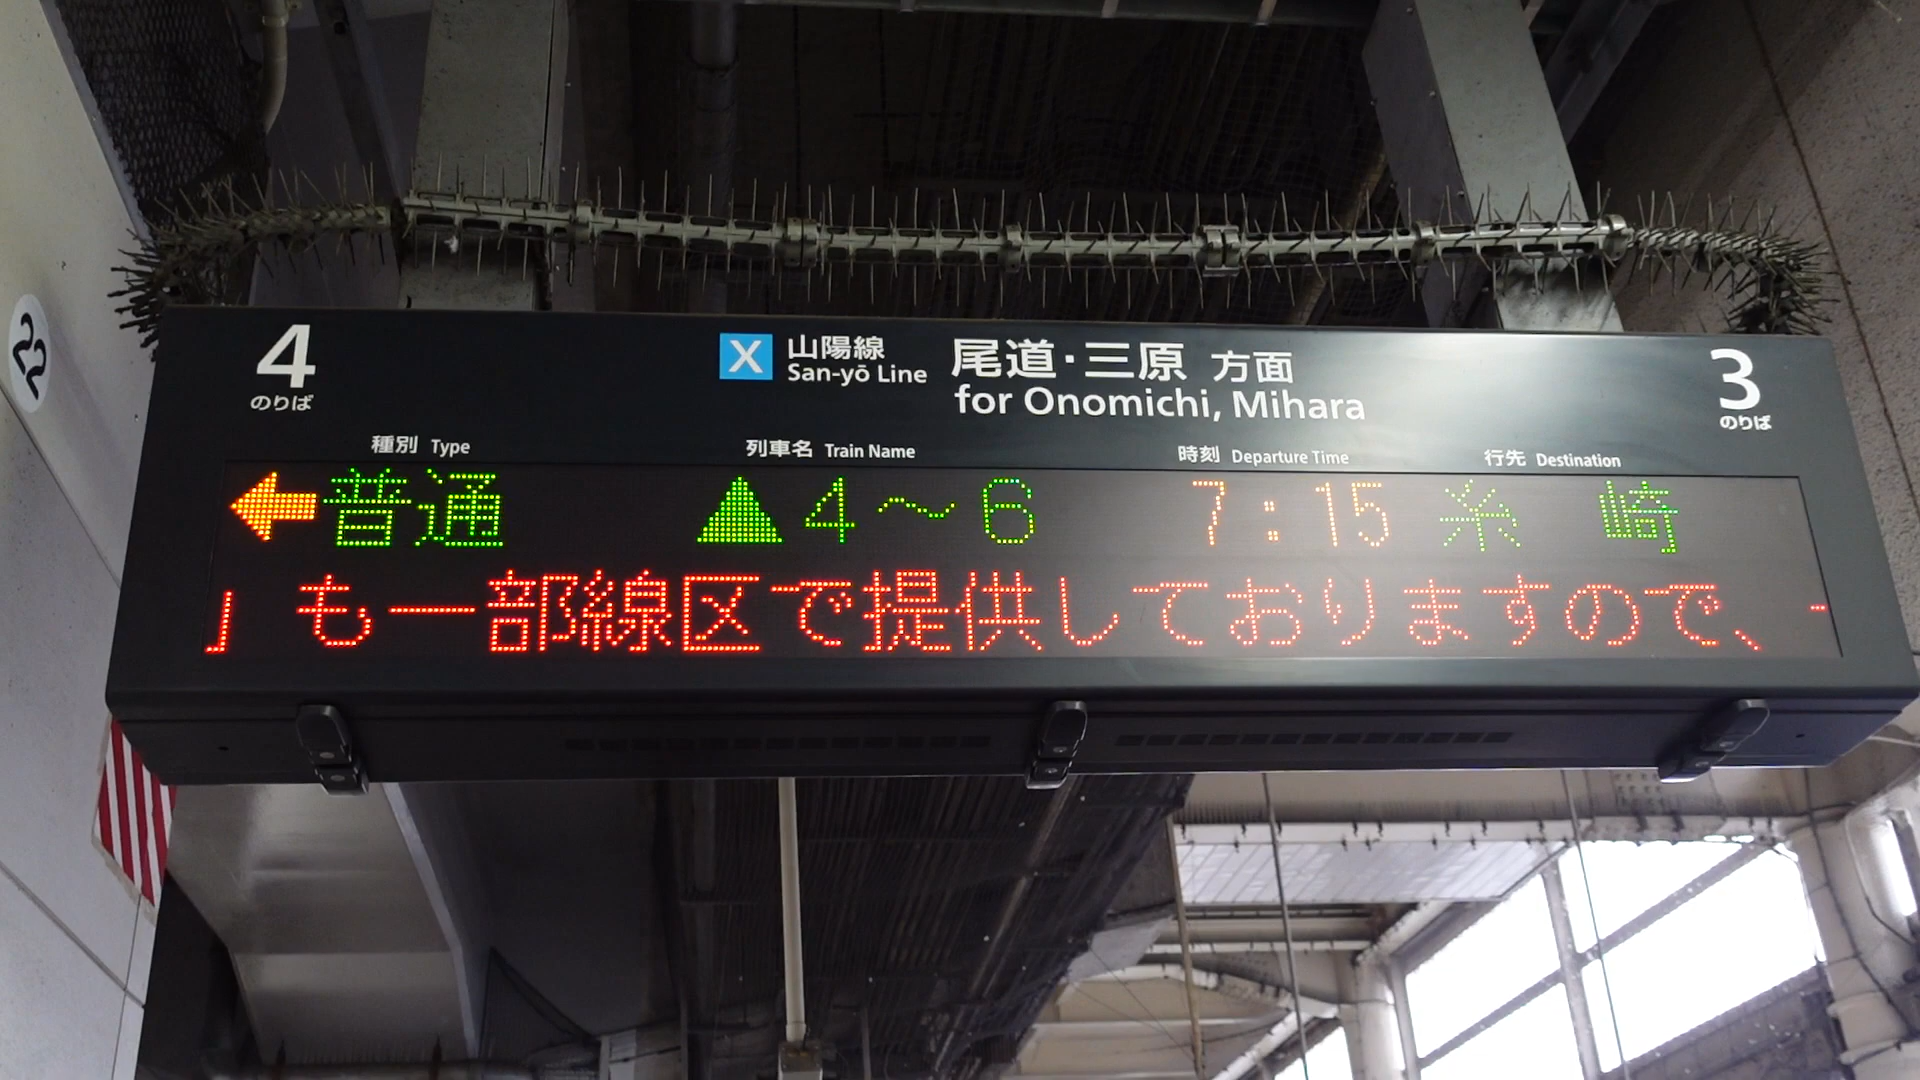 22
4
のりば
X 山陽線
San-yō Line
尾道・三原 方面
for Onomichi, Mihara
3
のりば
種別 Type 列車名 Train Name 時刻 Departure Time 行先 Destination
←普通 ▲4～6 7:15 糸 崎
」も一部線区で提供しておりますので、